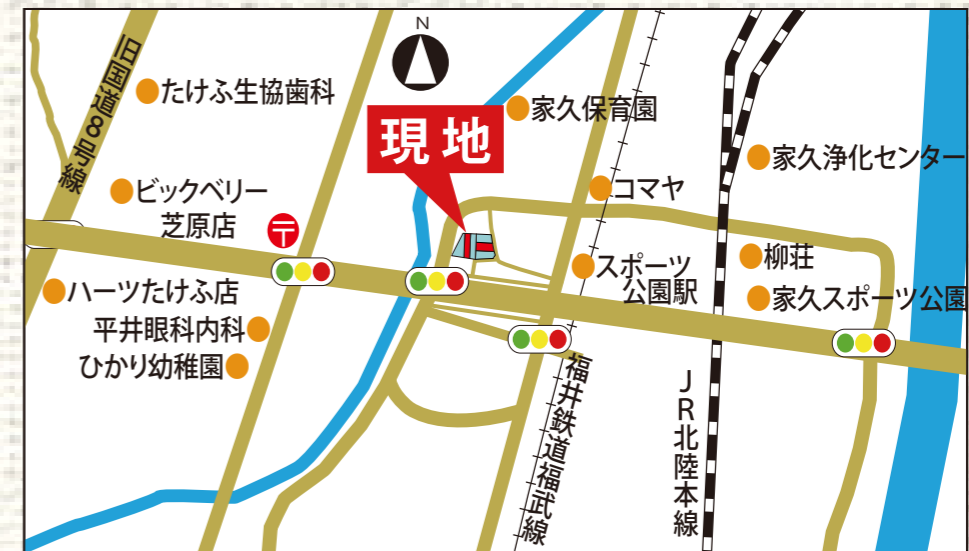 N
旧国道8号線
たけふ生協歯科
家久保育園
現地
家久浄化センター
コマヤ
ビックベリー
芝原店
〒
柳荘
スポーツ
公園駅
ハーツたけふ店
家久スポーツ公園
平井眼科内科
ひかり幼稚園
福井鉄道福武線
JR北陸本線